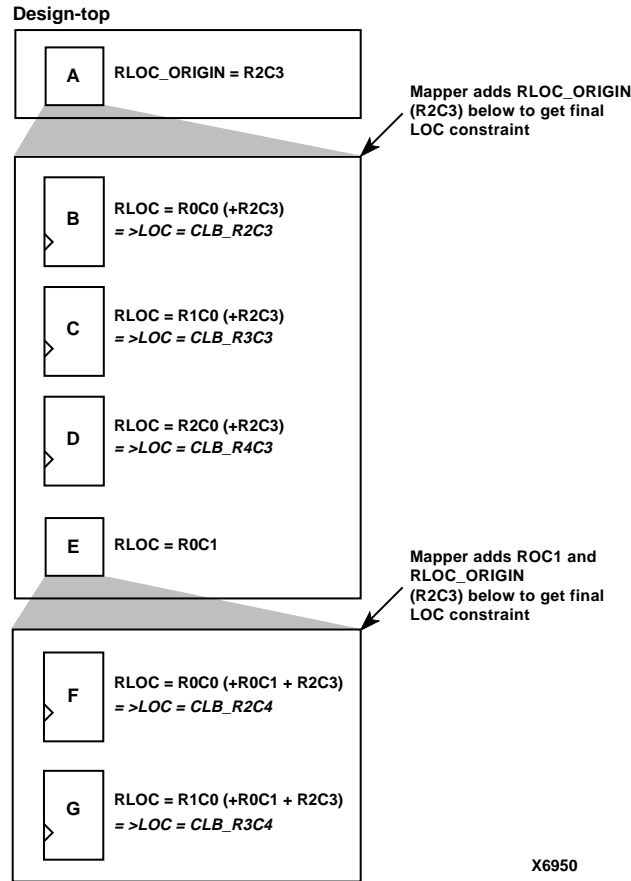 Design-top
A
RLOC_ORIGIN = R2C3
Mapper adds RLOC_ORIGIN
(R2C3) below to get final
LOC constraint
B
RLOC = R0C0 (+R2C3)
= >LOC = CLB_R2C3
C
RLOC = R1C0 (+R2C3)
= >LOC = CLB_R3C3
D
RLOC = R2C0 (+R2C3)
= >LOC = CLB_R4C3
E
RLOC = R0C1
Mapper adds ROC1 and
RLOC_ORIGIN
(R2C3) below to get final
LOC constraint
F
RLOC = R0C0 (+R0C1 + R2C3)
= >LOC = CLB_R2C4
G
RLOC = R1C0 (+R0C1 + R2C3)
= >LOC = CLB_R3C4
X6950